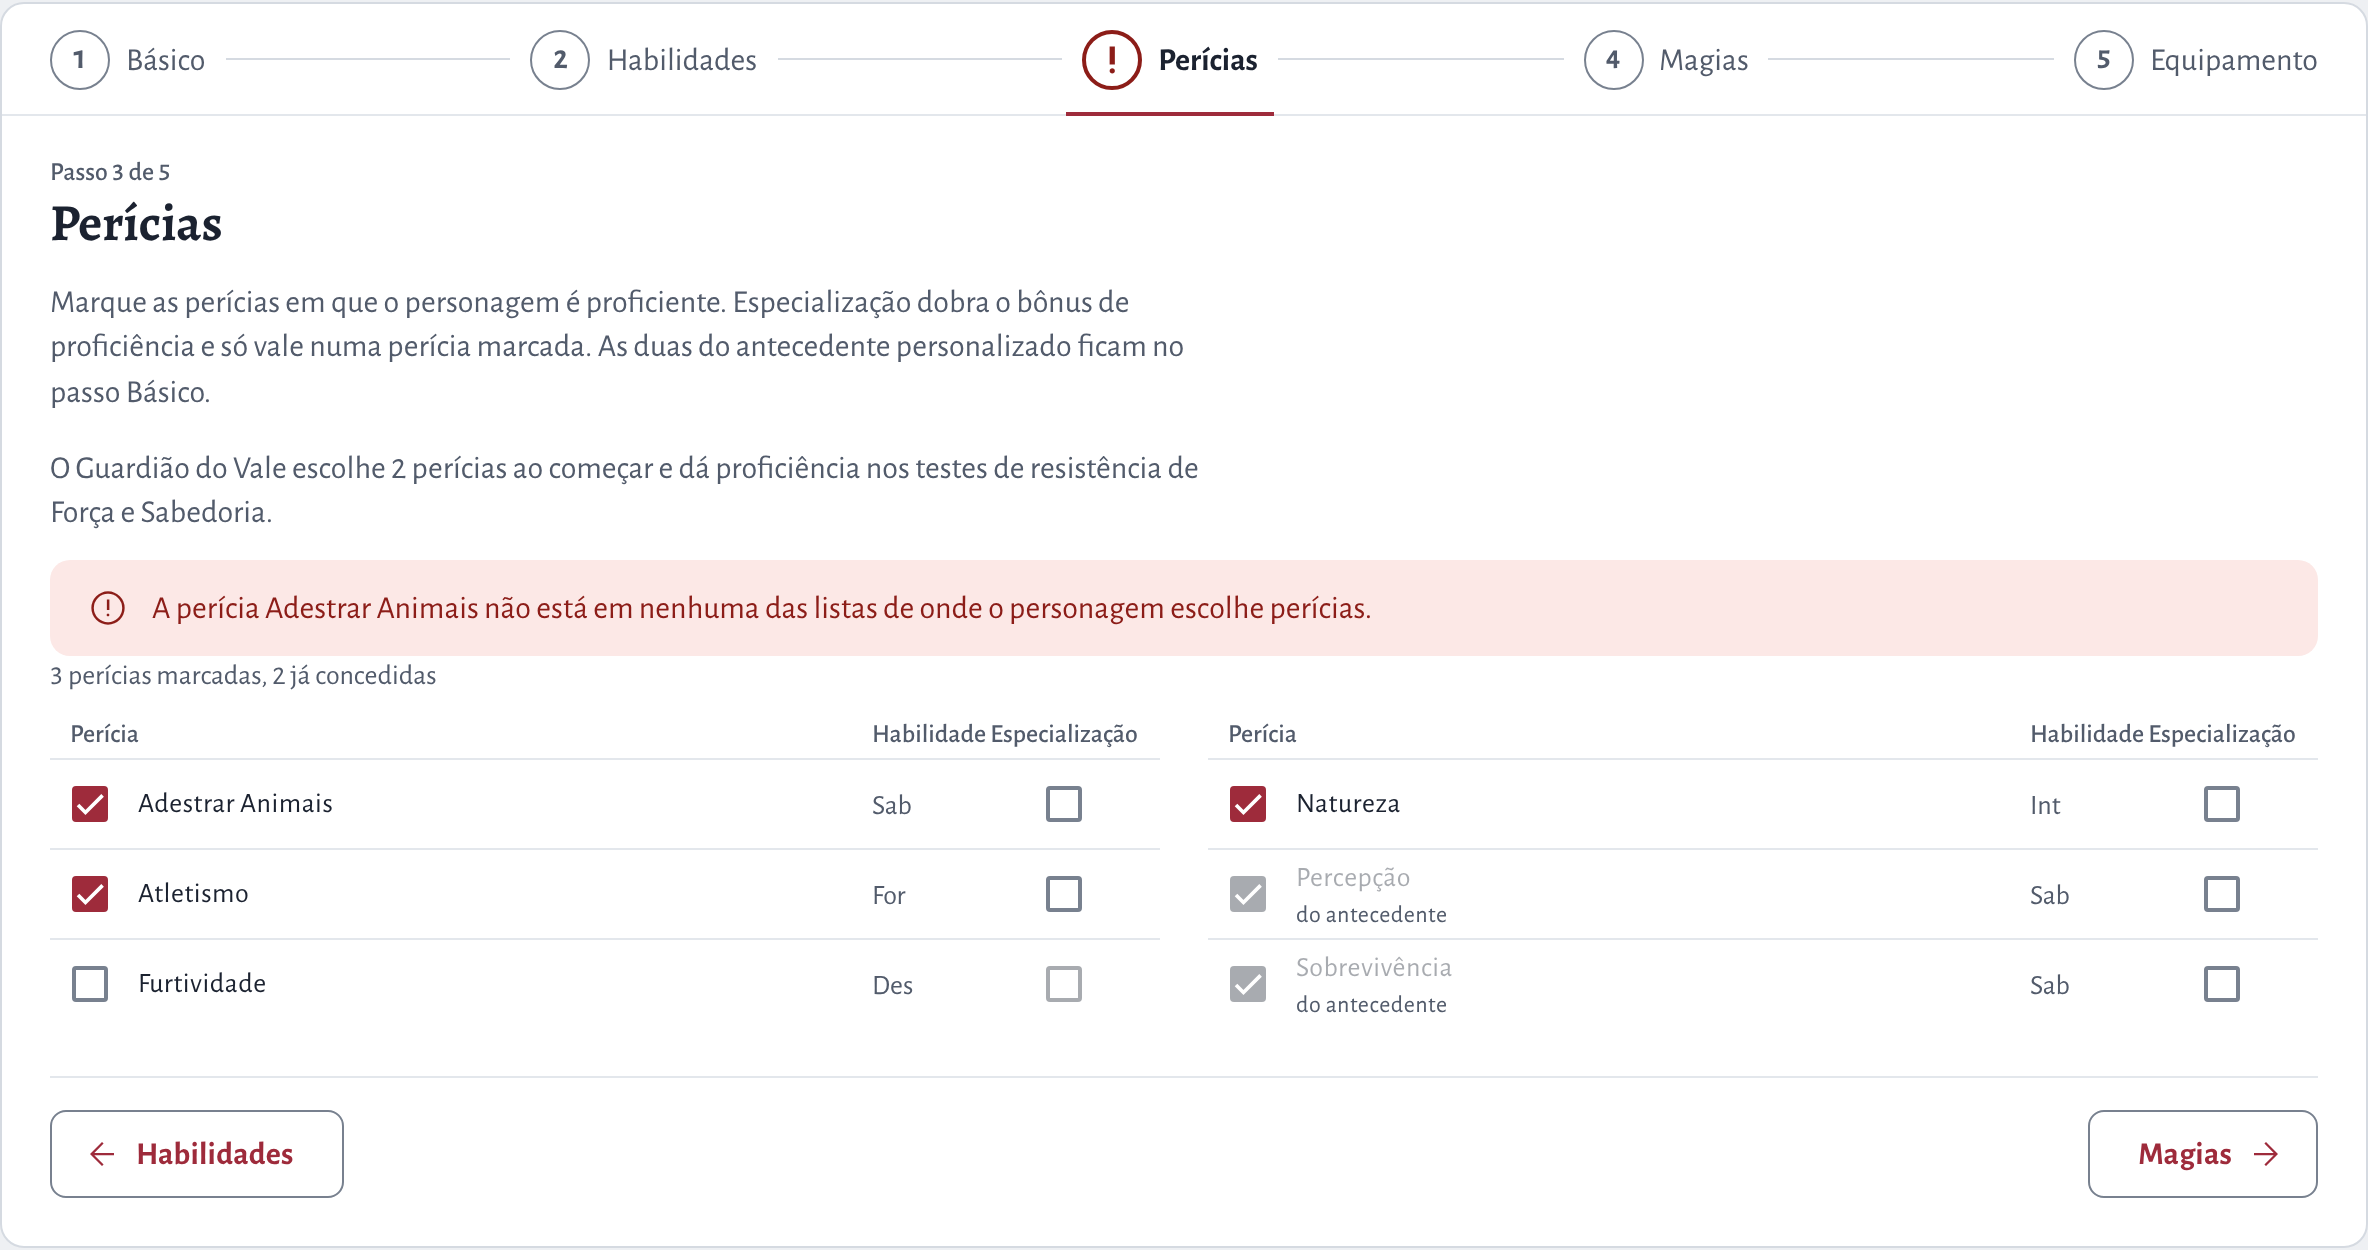 1 Básico
2 Habilidades
! Perícias
4 Magias
5 Equipamento
Passo 3 de 5
Perícias
Marque as perícias em que o personagem é proficiente. Especialização dobra o bônus de
proficiência e só vale numa perícia marcada. As duas do antecedente personalizado ficam no
passo Básico.
O Guardião do Vale escolhe 2 perícias ao começar e dá proficiência nos testes de resistência de
Força e Sabedoria.
A perícia Adestrar Animais não está em nenhuma das listas de onde o personagem escolhe perícias.
3 perícias marcadas, 2 já concedidas
Perícia Habilidade Especialização
Adestrar Animais Sab
Atletismo For
Furtividade Des
Perícia Habilidade Especialização
Natureza Int
Percepção
do antecedente
Sab
Sobrevivência
do antecedente
Sab
← Habilidades
Magias →